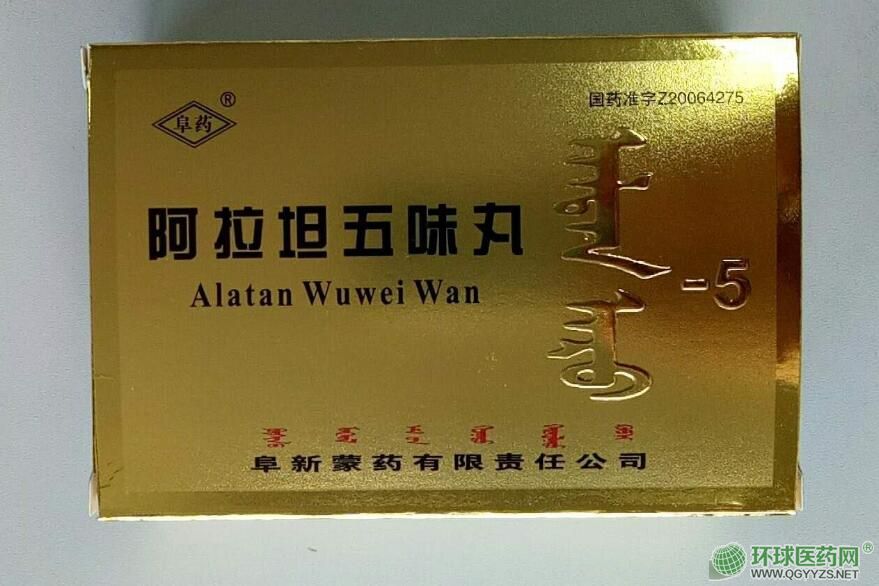 阜药®
国药准字Z20064275
阿拉坦五味丸
Alatan Wuwei Wan
-5
阜新蒙药有限责任公司
环球医药网®
WWW.QGYYZS.NET